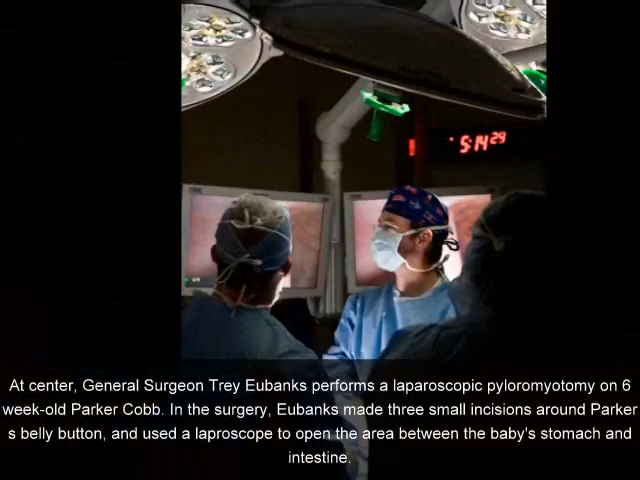 5:14 29
At center, General Surgeon Trey Eubanks performs a laparoscopic pyloromyotomy on 6
week-old Parker Cobb. In the surgery, Eubanks made three small incisions around Parker
s belly button, and used a laproscope to open the area between the baby's stomach and
intestine.